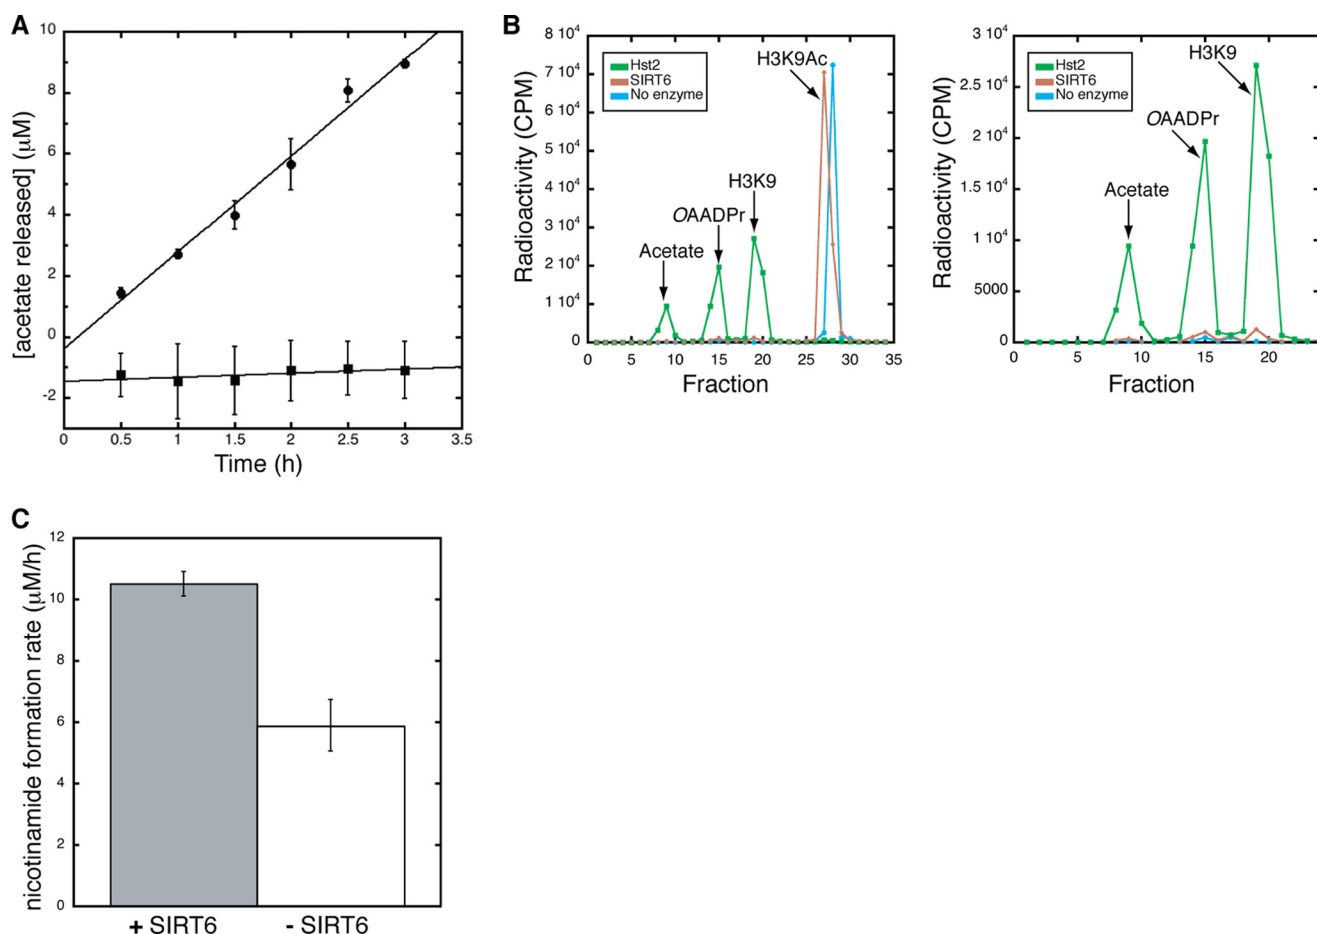 A
[acetate released] (μM)
10
8
6
4
2
0
-2
0 0.5 1 1.5 2 2.5 3 3.5
Time (h)
B
Radioactivity (CPM)
8 10⁴
7 10⁴
6 10⁴
5 10⁴
4 10⁴
3 10⁴
2 10⁴
1 10⁴
0
Hst2
SIRT6
No enzyme
H3K9Ac
H3K9
OAADPr
Acetate
0 5 10 15 20 25 30 35
Fraction
Radioactivity (CPM)
3 10⁴
2.5 10⁴
2 10⁴
1.5 10⁴
1 10⁴
5000
0
Hst2
SIRT6
No enzyme
H3K9
OAADPr
Acetate
0 5 10 15 20
Fraction
C
nicotinamide formation rate (μM/h)
12
10
8
6
4
2
0
+ SIRT6 - SIRT6